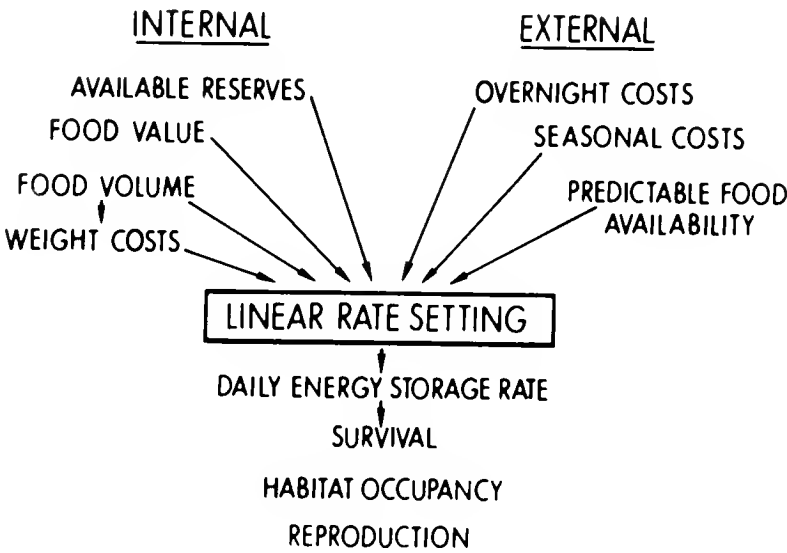 INTERNAL
AVAILABLE RESERVES
FOOD VALUE
FOOD VOLUME
WEIGHT COSTS
EXTERNAL
OVERNIGHT COSTS
SEASONAL COSTS
PREDICTABLE FOOD
AVAILABILITY
LINEAR RATE SETTING
DAILY ENERGY STORAGE RATE
SURVIVAL
HABITAT OCCUPANCY
REPRODUCTION